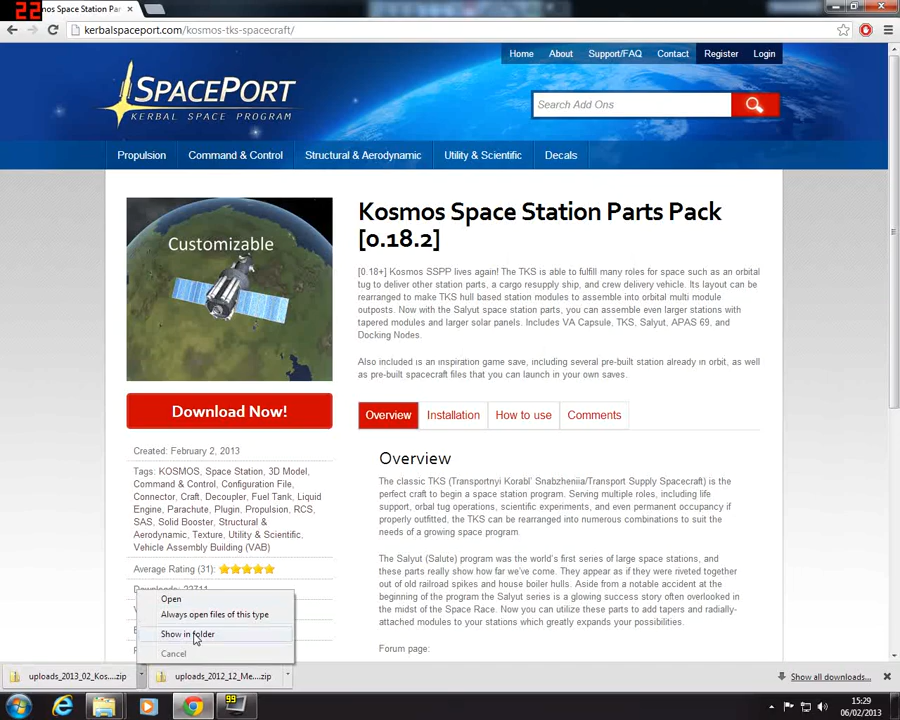 22
mos Space Station Par
kerbalspaceport.com/kosmos-tks-spacecraft/
Home About Support/FAQ Contact Register Login
SPACEPORT
KERBAL SPACE PROGRAM
Search Add Ons
Propulsion Command & Control Structural & Aerodynamic Utility & Scientific Decals
Customizable
Kosmos Space Station Parts Pack
[0.18.2]
[0.18+] Kosmos SSPP lives again! The TKS is able to fulfill many roles for space such as an orbital
tug to deliver other station parts, a cargo resupply ship, and crew delivery vehicle. Its layout can be
rearranged to make TKS hull based station modules to assemble into orbital multi module
outposts. Now with the Salyut space station parts, you can assemble even larger stations with
tapered modules and larger solar panels. Includes VA Capsule, TKS, Salyut, APAS 69, and
Docking Nodes.
Also included is an inspiration game save, including several pre-built station already in orbit, as well
as pre-built spacecraft files that you can launch in your own saves.
Download Now!
Overview Installation How to use Comments
Created: February 2, 2013
Tags: KOSMOS, Space Station, 3D Model,
Command & Control, Configuration File,
Connector, Craft, Decoupler, Fuel Tank, Liquid
Engine, Parachute, Plugin, Propulsion, RCS,
SAS, Solid Booster, Structural &
Aerodynamic, Texture, Utility & Scientific,
Vehicle Assembly Building (VAB)
Average Rating (31):
Overview
The classic TKS (Transportnyi Korabl' Snabzheniia/Transport Supply Spacecraft) is the
perfect craft to begin a space station program. Serving multiple roles, including life
support, orbal tug operations, scientific experiments, and even permanent occupancy if
properly outfitted, the TKS can be rearranged into numerous combinations to suit the
needs of a growing space program
The Salyut (Salute) program was the world's first series of large space stations, and
these parts really show how far we've come. They appear as if they were riveted together
out of old railroad spikes and house boiler hulls. Aside from a notable accident at the
beginning of the program the Salyut series is a glowing success story often overlooked in
the midst of the Space Race. Now you can utilize these parts to add tapers and radially-
attached modules to your stations which greatly expands your possibilities.
Forum page:
Open
Always open files of this type
Show in folder
Cancel
uploads_2013_02_Kos....zip uploads_2012_12_Me....zip Show all downloads...
99
15:29
06/02/2013